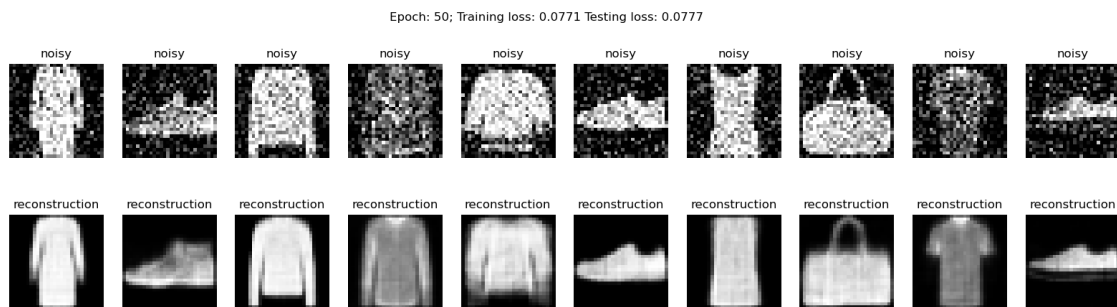 Epoch: 50; Training loss: 0.0771 Testing loss: 0.0777
noisy noisy noisy noisy noisy noisy noisy noisy noisy noisy
reconstruction reconstruction reconstruction reconstruction reconstruction reconstruction reconstruction reconstruction reconstruction reconstruction